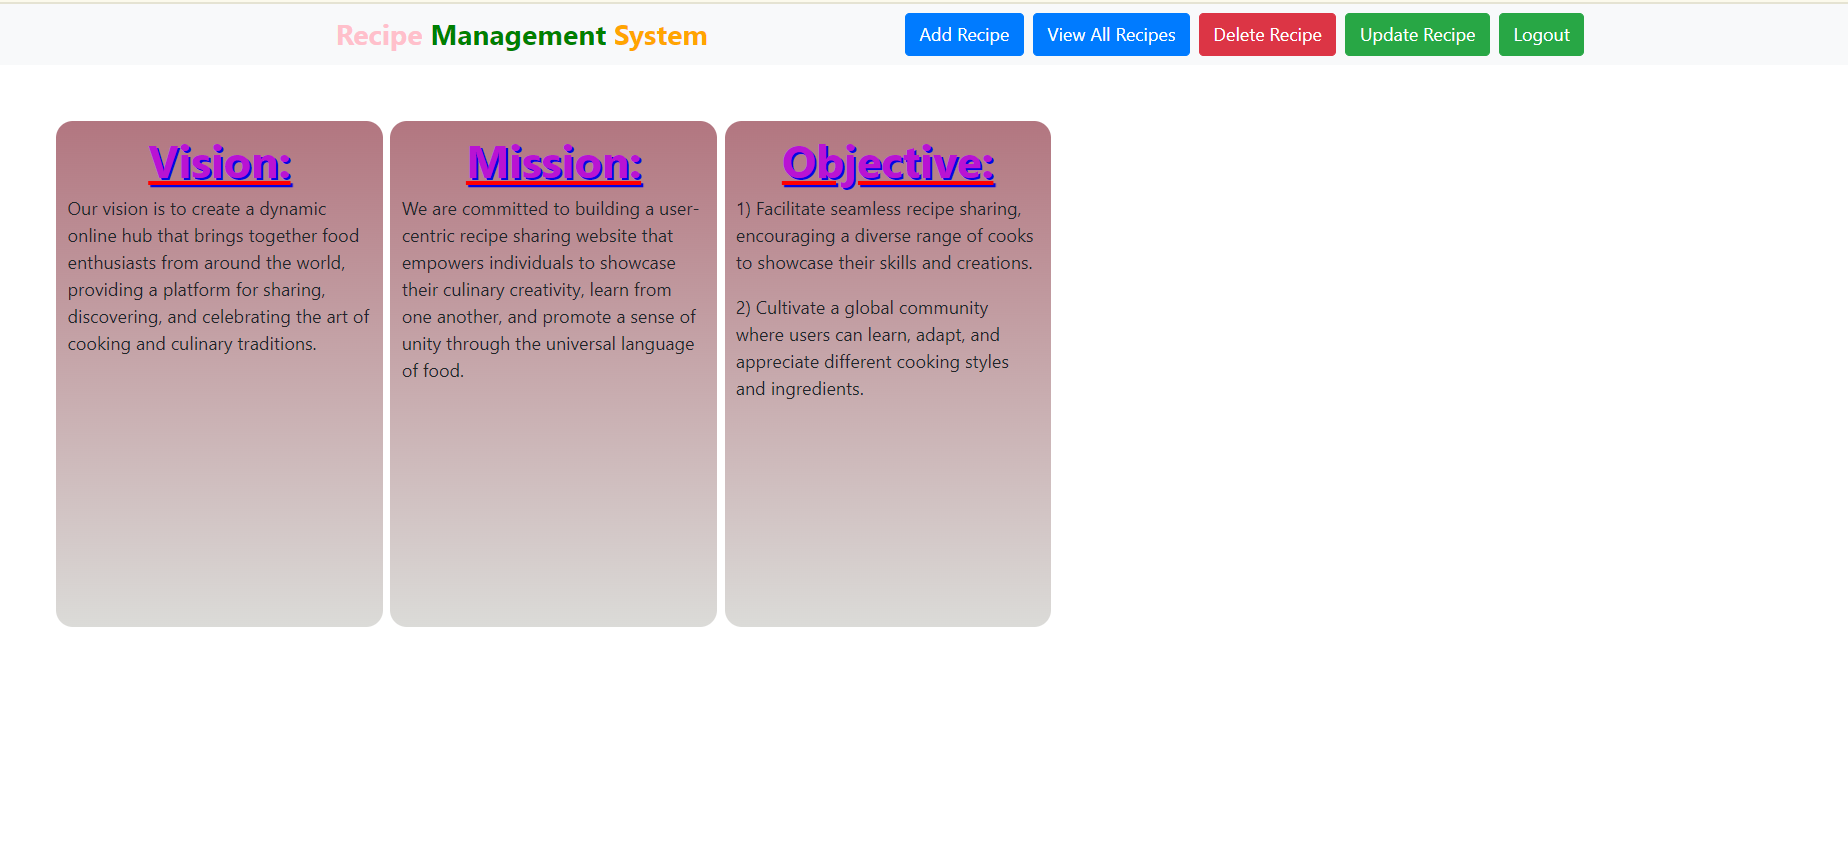 Recipe Management System
Add Recipe
View All Recipes
Delete Recipe
Update Recipe
Logout
Vision:
Our vision is to create a dynamic
online hub that brings together food
enthusiasts from around the world,
providing a platform for sharing,
discovering, and celebrating the art of
cooking and culinary traditions.
Mission:
We are committed to building a user-
centric recipe sharing website that
empowers individuals to showcase
their culinary creativity, learn from
one another, and promote a sense of
unity through the universal language
of food.
Objective:
1) Facilitate seamless recipe sharing,
encouraging a diverse range of cooks
to showcase their skills and creations.
2) Cultivate a global community
where users can learn, adapt, and
appreciate different cooking styles
and ingredients.